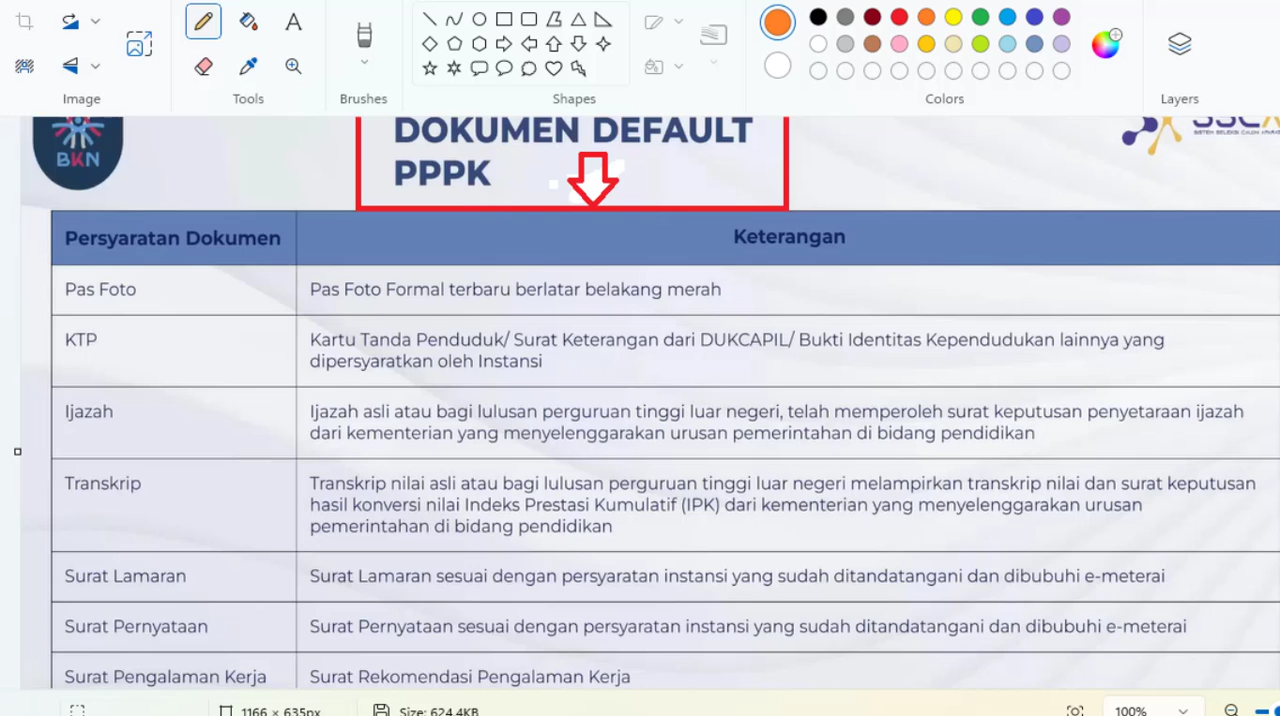 Image
Tools
Brushes
Shapes
Colors
Layers
BKN
DOKUMEN DEFAULT
PPPK
Persyaratan Dokumen
Keterangan
Pas Foto
Pas Foto Formal terbaru berlatar belakang merah
KTP
Kartu Tanda Penduduk/ Surat Keterangan dari DUKCAPIL/ Bukti Identitas Kependudukan lainnya yang
dipersyaratkan oleh Instansi
Ijazah
Ijazah asli atau bagi lulusan perguruan tinggi luar negeri, telah memperoleh surat keputusan penyetaraan ijazah
dari kementerian yang menyelenggarakan urusan pemerintahan di bidang pendidikan
Transkrip
Transkrip nilai asli atau bagi lulusan perguruan tinggi luar negeri melampirkan transkrip nilai dan surat keputusan
hasil konversi nilai Indeks Prestasi Kumulatif (IPK) dari kementerian yang menyelenggarakan urusan
pemerintahan di bidang pendidikan
Surat Lamaran
Surat Lamaran sesuai dengan persyaratan instansi yang sudah ditandatangani dan dibubuhi e-meterai
Surat Pernyataan
Surat Pernyataan sesuai dengan persyaratan instansi yang sudah ditandatangani dan dibubuhi e-meterai
Surat Pengalaman Kerja
Surat Rekomendasi Pengalaman Kerja
1166 × 635px
Size: 624.4KB
100%